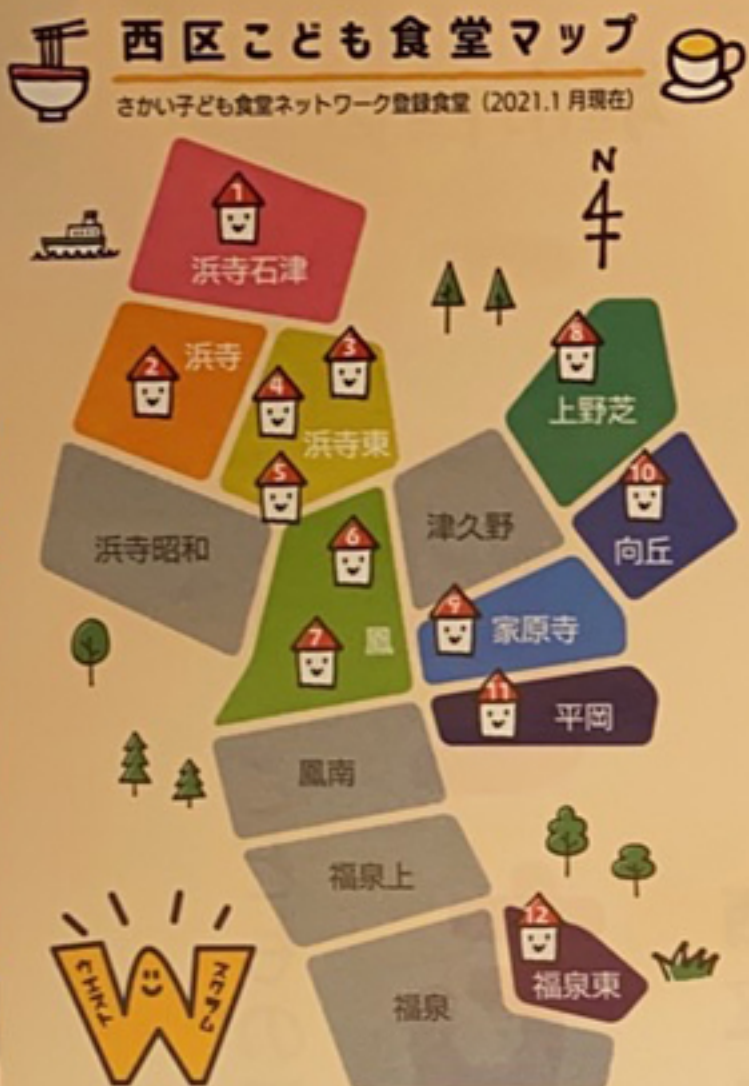 西区こども食堂マップ
さかい子ども食堂ネットワーク登録食堂（2021.1月現在）
N
1
浜寺石津
2
浜寺
3
4
浜寺東
5
8
上野芝
10
向丘
浜寺昭和
津久野
6
7
鳳
9
家原寺
11
平岡
鳳南
福泉上
12
福泉東
福泉
ウエスト
W
スクラム